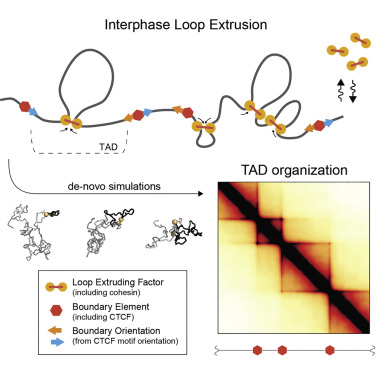 Interphase Loop Extrusion
TAD
de-novo simulations
TAD organization
Loop Extruding Factor
(including cohesin)
Boundary Element
(including CTCF)
Boundary Orientation
(from CTCF motif orientation)